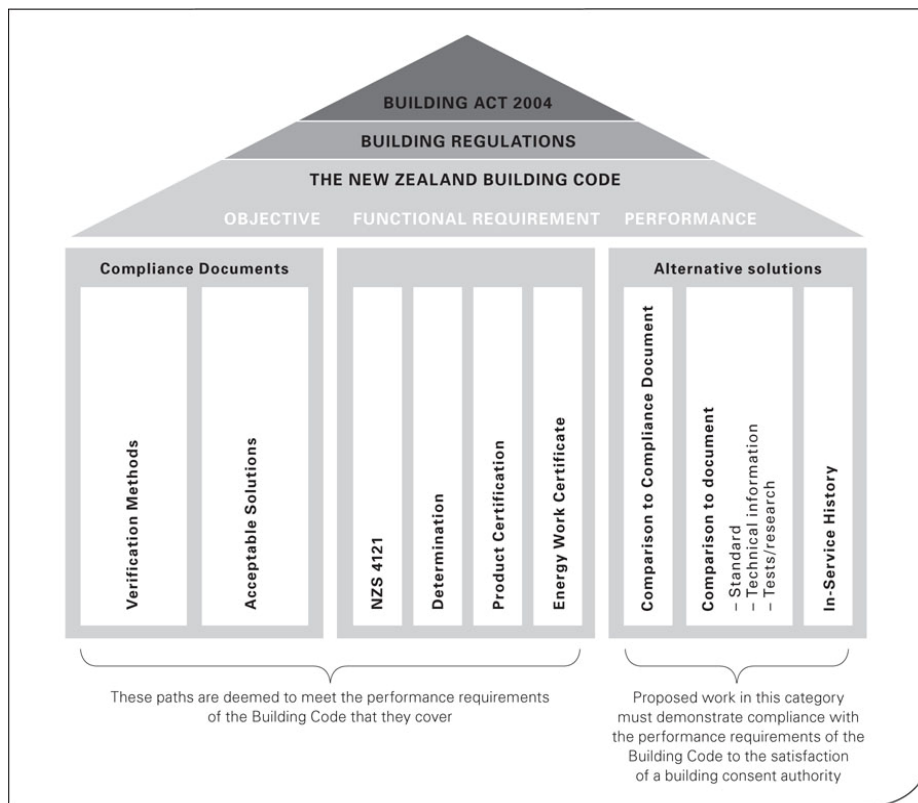 BUILDING ACT 2004
BUILDING REGULATIONS
THE NEW ZEALAND BUILDING CODE
OBJECTIVE FUNCTIONAL REQUIREMENT PERFORMANCE
Compliance Documents
Verification Methods
Acceptable Solutions
NZS 4121
Determination
Product Certification
Energy Work Certificate
Alternative solutions
Comparison to Compliance Document
Comparison to document
– Standard
– Technical information
– Tests/research
In-Service History
These paths are deemed to meet the performance requirements
of the Building Code that they cover
Proposed work in this category
must demonstrate compliance with
the performance requirements of the
Building Code to the satisfaction
of a building consent authority